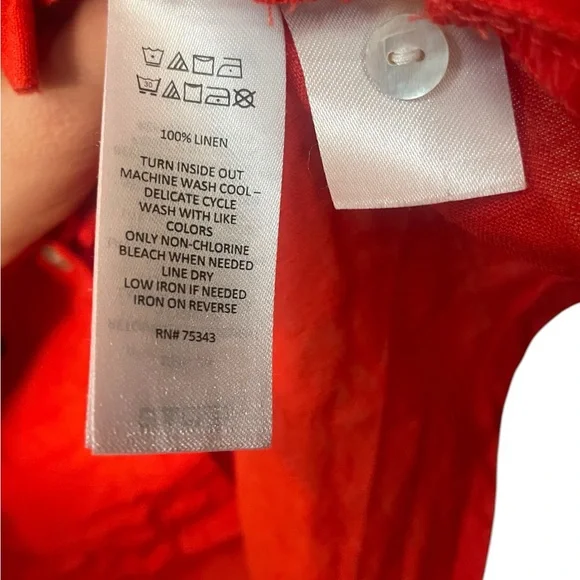 30
100% LINEN
TURN INSIDE OUT
MACHINE WASH COOL –
DELICATE CYCLE
WASH WITH LIKE
COLORS
ONLY NON-CHLORINE
BLEACH WHEN NEEDED
LINE DRY
LOW IRON IF NEEDED
IRON ON REVERSE
RN# 75343